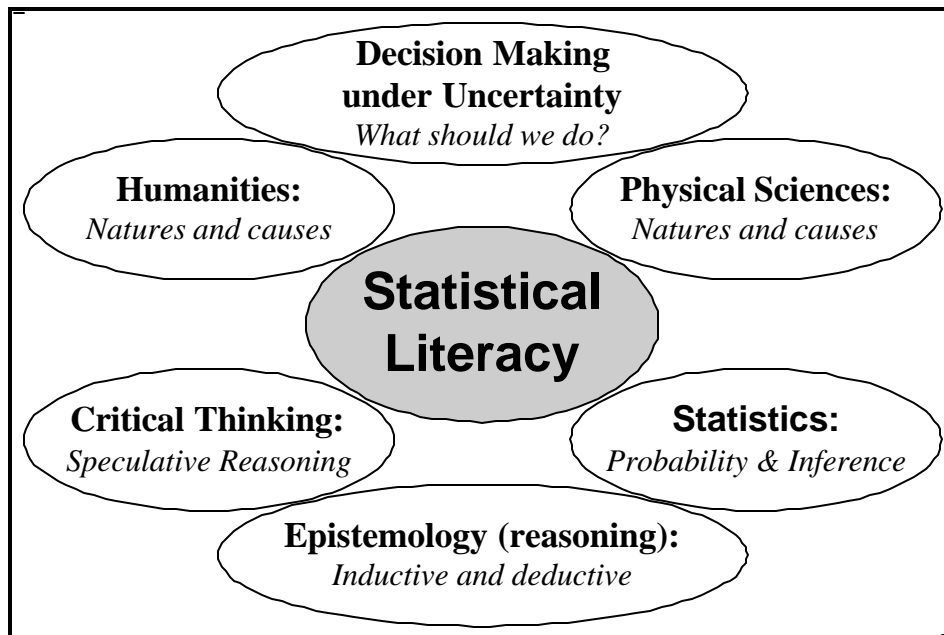 Decision Making
under Uncertainty
What should we do?
Humanities:
Natures and causes
Physical Sciences:
Natures and causes
Statistical
Literacy
Critical Thinking:
Speculative Reasoning
Statistics:
Probability & Inference
Epistemology (reasoning):
Inductive and deductive